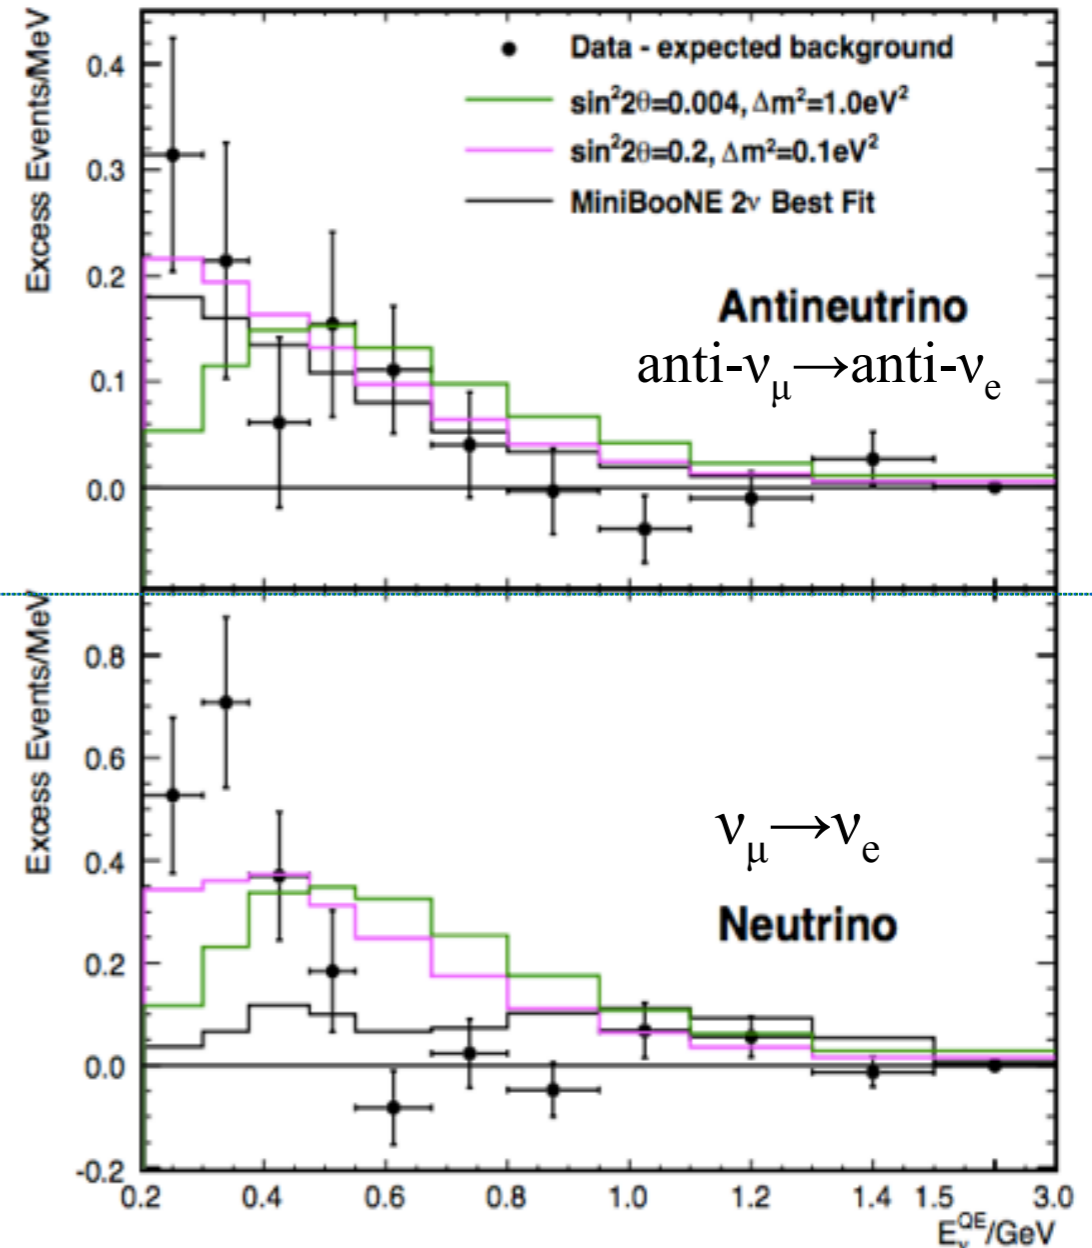 Excess Events/MeV
0.4
0.3
0.2
0.1
0.0
Data - expected background
sin²2θ=0.004, Δm²=1.0eV²
sin²2θ=0.2, Δm²=0.1eV²
MiniBooNE 2ν Best Fit
Antineutrino
anti-νμ→anti-νe
Excess Events/MeV
0.8
0.6
0.4
0.2
0.0
-0.2
νμ→νe
Neutrino
0.2 0.4 0.6 0.8 1.0 1.2 1.4 1.5 3.0
EνQE/GeV